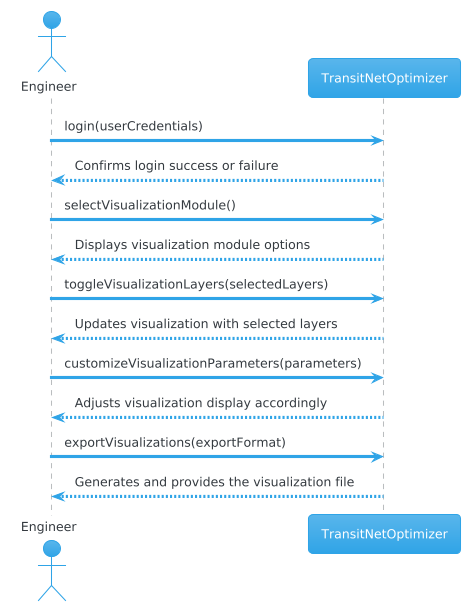 Engineer
TransitNetOptimizer
login(userCredentials)
Confirms login success or failure
selectVisualizationModule()
Displays visualization module options
toggleVisualizationLayers(selectedLayers)
Updates visualization with selected layers
customizeVisualizationParameters(parameters)
Adjusts visualization display accordingly
exportVisualizations(exportFormat)
Generates and provides the visualization file
Engineer
TransitNetOptimizer